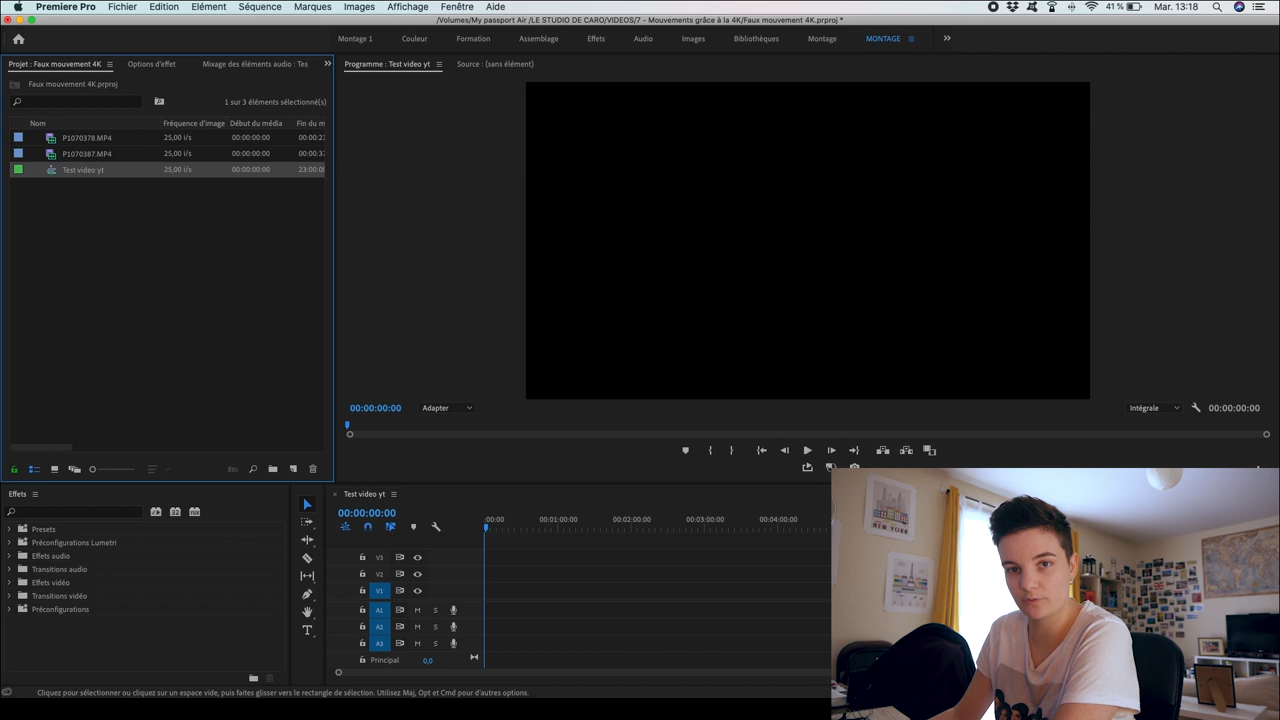 Premiere Pro Fichier Edition Elément Séquence Marques Images Affichage Fenêtre Aide 41 % Mar. 13:18
/Volumes/My passport Air /LE STUDIO DE CARO/VIDEOS/7 - Mouvements grâce à la 4K/Faux mouvement 4K.prproj *
Montage 1 Couleur Formation Assemblage Effets Audio Images Bibliothèques Montage MONTAGE
Projet : Faux mouvement 4K Options d'effet Mixage des éléments audio : Tes
Programme : Test video yt Source : (sans élément)
Faux mouvement 4K.prproj
1 sur 3 éléments sélectionné(s)
Nom Fréquence d'image Début du média Fin du m
P1070378.MP4 25,00 i/s 00:00:00:00 00:00:21
P1070387.MP4 25,00 i/s 00:00:00:00
Test video yt 25,00 i/s 00:00:00:00 23:00:00
00:00:00:00 Adapter Intégrale 00:00:00:00
Effets
Presets
Préconfigurations Lumetri
Effets audio
Transitions audio
Effets vidéo
Transitions vidéo
Préconfigurations
Test video yt
00:00:00:00
:00:00 00:01:00:00 00:02:00:00 00:03:00:00 00:04:00:00
V3
V2
V1
A1 M S
A2 M S
A3 M S
Principal 0,0
Cliquez pour sélectionner ou cliquez sur un espace vide, puis faites glisser vers le rectangle de sélection. Utilisez Maj, Opt et Cmd pour d'autres options.
NEW YORK